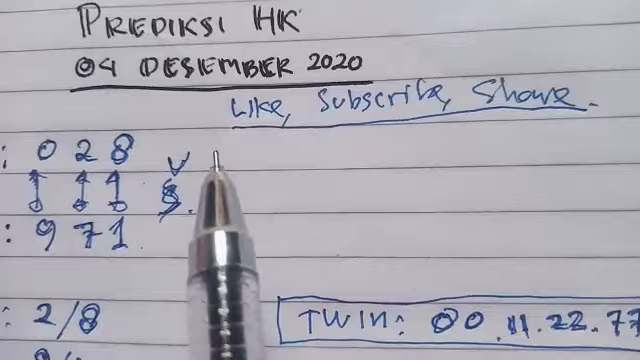 PREDIKSI HK
04 DESEMBER 2020
Like, Subscribe, Share.
: 0 2 8
: 9 7 1
: 2/8
TWIN: 00.11.22.77